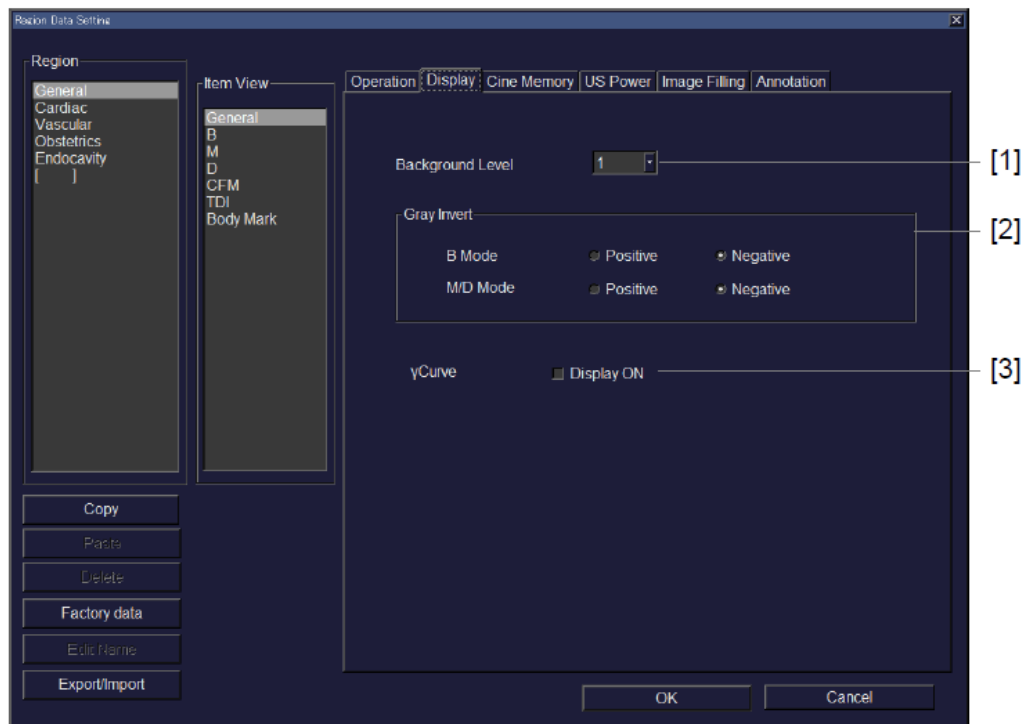 Region Data Setting
Region
General
Cardiac
Vascular
Obstetrics
Endocavity
[ ]
Item View
General
B
M
D
CFM
TDI
Body Mark
Operation Display Cine Memory US Power Image Filling Annotation
Background Level 1 [1]
Gray Invert [2]
B Mode Positive Negative
M/D Mode Positive Negative
γCurve Display ON [3]
Copy
Paste
Delete
Factory data
Edit Name
Export/Import
OK Cancel